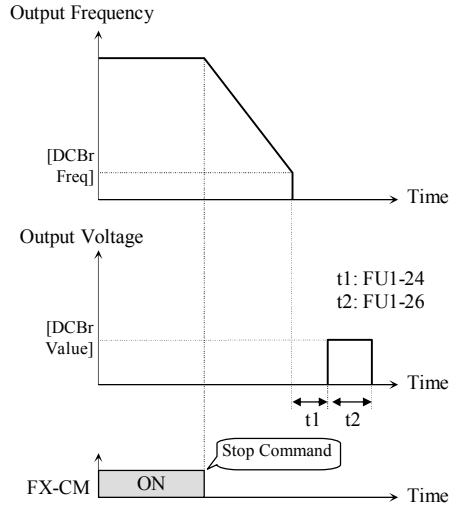 Output Frequency
[DCBr
Freq]
Time
Output Voltage
t1: FU1-24
t2: FU1-26
[DCBr
Value]
Time
t1 t2
Stop Command
FX-CM ON
Time